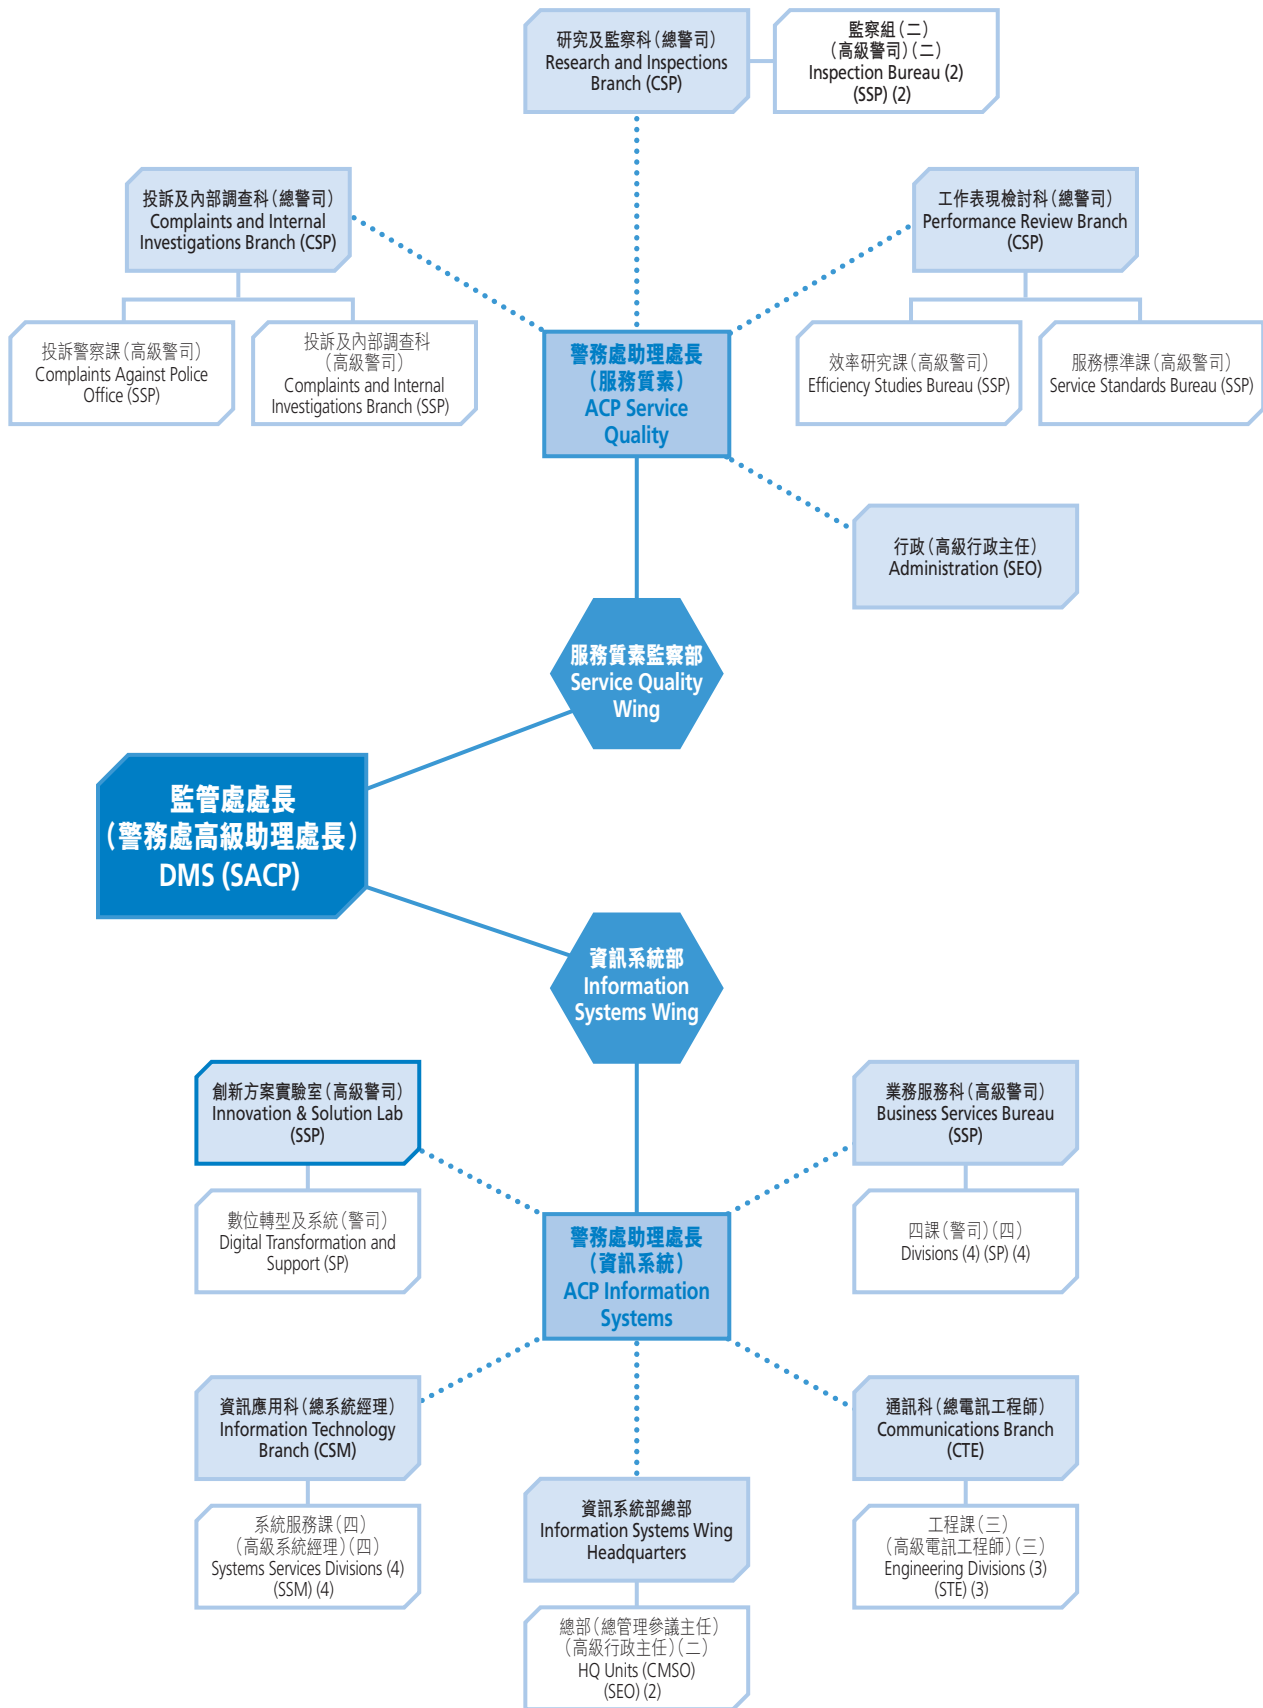 研究及監察科(總警司)
Research and Inspections
Branch (CSP)
監察組(二)
(高級警司)(二)
Inspection Bureau (2)
(SSP) (2)
投訴及內部調查科(總警司)
Complaints and Internal
Investigations Branch (CSP)
工作表現檢討科(總警司)
Performance Review Branch
(CSP)
投訴警察課(高級警司)
Complaints Against Police
Office (SSP)
投訴及內部調查科
(高級警司)
Complaints and Internal
Investigations Branch (SSP)
警務處助理處長
(服務質素)
ACP Service
Quality
效率研究課(高級警司)
Efficiency Studies Bureau (SSP)
服務標準課(高級警司)
Service Standards Bureau (SSP)
行政(高級行政主任)
Administration (SEO)
服務質素監察部
Service Quality
Wing
監管處處長
(警務處高級助理處長)
DMS (SACP)
資訊系統部
Information
Systems Wing
創新方案實驗室(高級警司)
Innovation & Solution Lab
(SSP)
業務服務科(高級警司)
Business Services Bureau
(SSP)
數位轉型及系統(警司)
Digital Transformation and
Support (SP)
警務處助理處長
(資訊系統)
ACP Information
Systems
四課(警司)(四)
Divisions (4) (SP) (4)
資訊應用科(總系統經理)
Information Technology
Branch (CSM)
通訊科(總電訊工程師)
Communications Branch
(CTE)
系統服務課(四)
(高級系統經理)(四)
Systems Services Divisions (4)
(SSM) (4)
資訊系統部總部
Information Systems Wing
Headquarters
工程課(三)
(高級電訊工程師)(三)
Engineering Divisions (3)
(STE) (3)
總部(總管理參議主任)
(高級行政主任)(二)
HQ Units (CMSO)
(SEO) (2)